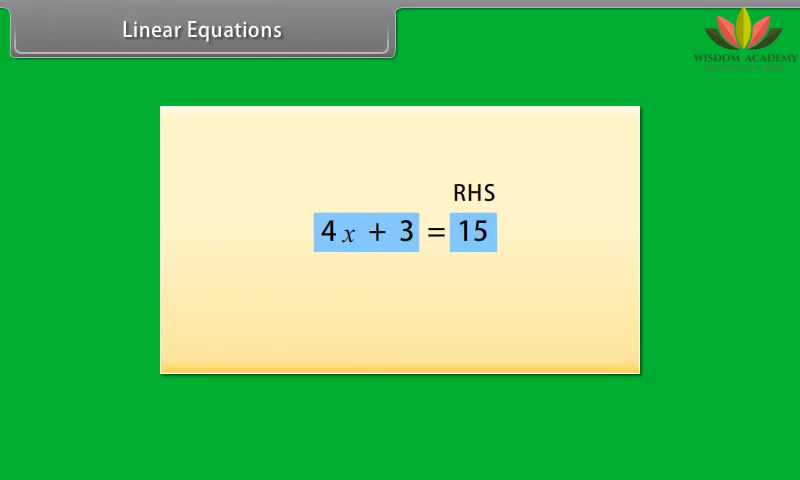 Linear Equations
WISDOM ACADEMY
RHS
4x + 3 = 15